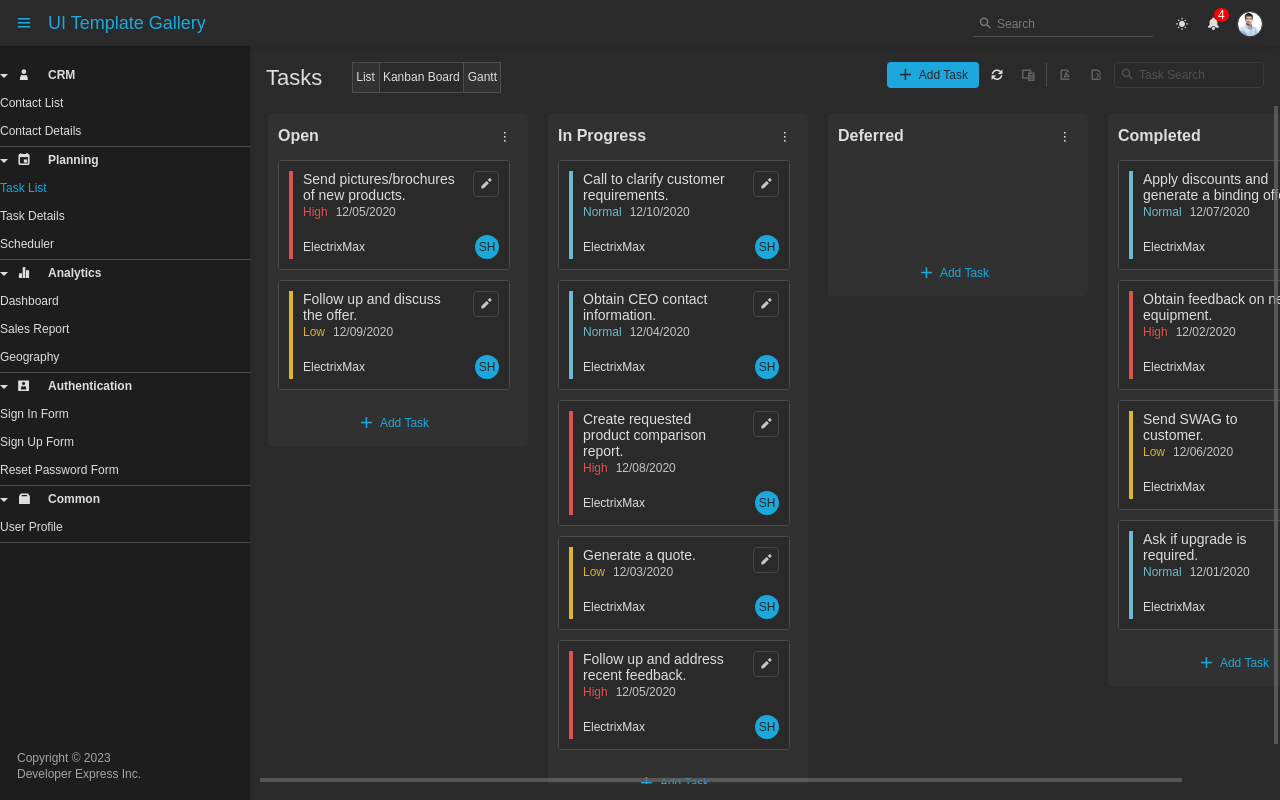 UI Template Gallery
Search
4
CRM
Contact List
Contact Details
Planning
Task List
Task Details
Scheduler
Analytics
Dashboard
Sales Report
Geography
Authentication
Sign In Form
Sign Up Form
Reset Password Form
Common
User Profile
Copyright © 2023
Developer Express Inc.
Tasks
List
Kanban Board
Gantt
Add Task
Task Search
Open
Send pictures/brochures
of new products.
High 12/05/2020
ElectrixMax
SH
Follow up and discuss
the offer.
Low 12/09/2020
ElectrixMax
SH
Add Task
In Progress
Call to clarify customer
requirements.
Normal 12/10/2020
ElectrixMax
SH
Obtain CEO contact
information.
Normal 12/04/2020
ElectrixMax
SH
Create requested
product comparison
report.
High 12/08/2020
ElectrixMax
SH
Generate a quote.
Low 12/03/2020
ElectrixMax
SH
Follow up and address
recent feedback.
High 12/05/2020
ElectrixMax
SH
Add Task
Deferred
Add Task
Completed
Apply discounts and
generate a binding
Normal 12/07/2020
ElectrixMax
Obtain feedback on
equipment.
High 12/02/2020
ElectrixMax
Send SWAG to
customer.
Low 12/06/2020
ElectrixMax
Ask if upgrade is
required.
Normal 12/01/2020
ElectrixMax
Add Task